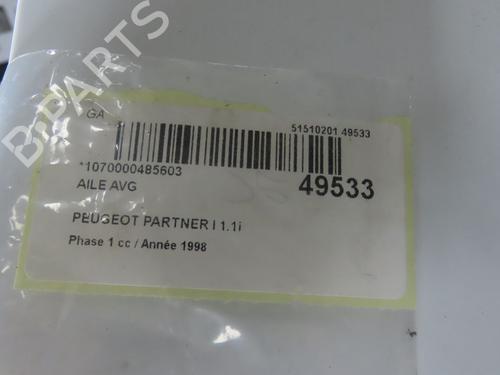 B-PARTS
GA
51510201 49533
*1070000485603
49533
AILE AVG
PEUGEOT PARTNER I 1.1i
Phase 1 cc / Année 1998